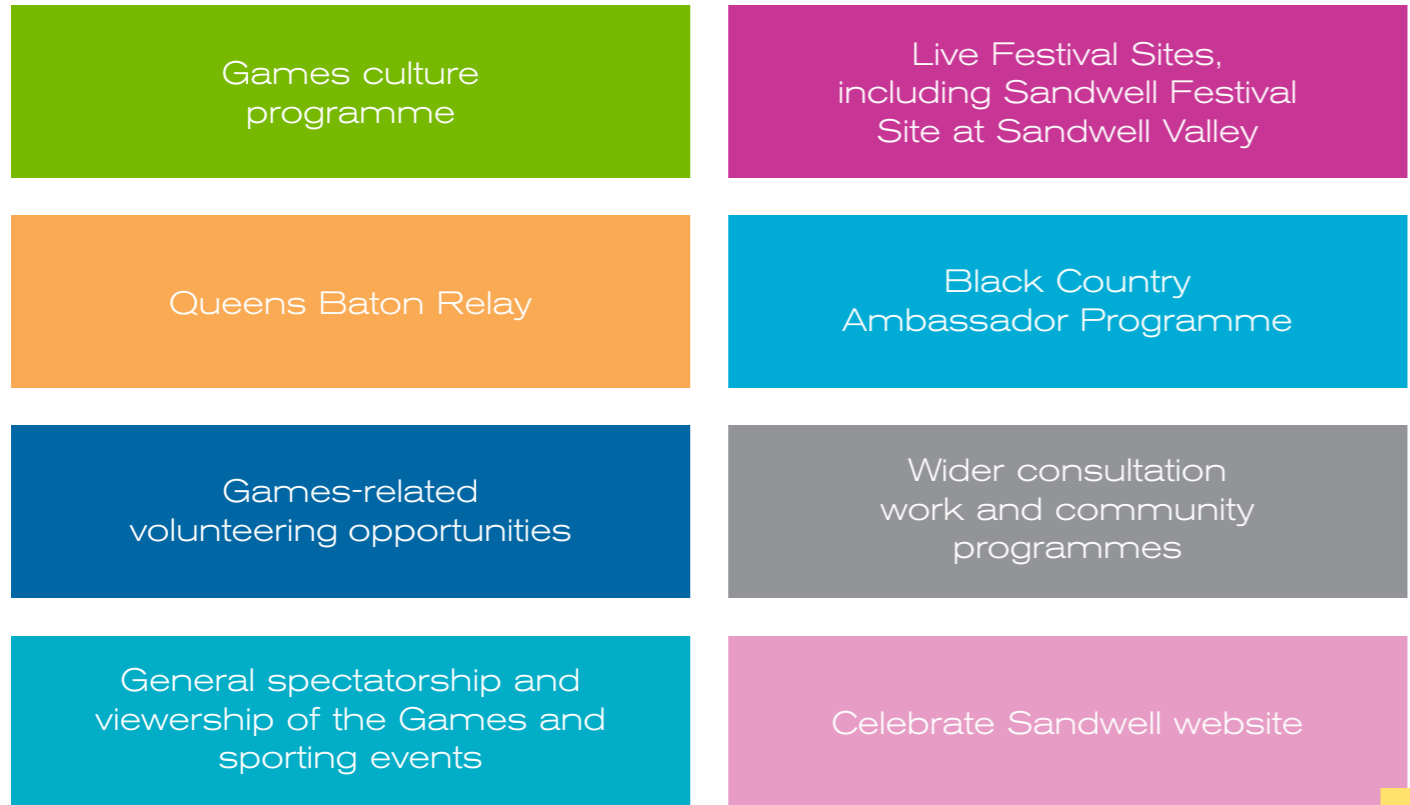 Games culture
programme
Live Festival Sites,
including Sandwell Festival
Site at Sandwell Valley
Queens Baton Relay
Black Country
Ambassador Programme
Games-related
volunteering opportunities
Wider consultation
work and community
programmes
General spectatorship and
viewership of the Games and
sporting events
Celebrate Sandwell website